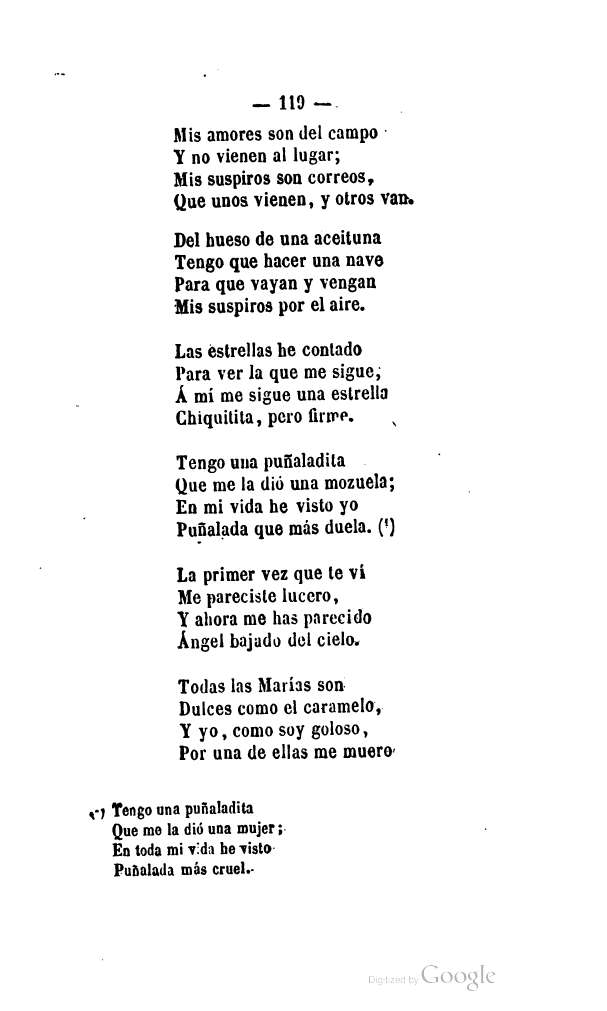 — 119 —
Mis amores son del campo
Y no vienen al lugar;
Mis suspiros son correos,
Que unos vienen, y otros van.
Del hueso de una aceituna
Tengo que hacer una nave
Para que vayan y vengan
Mis suspiros por el aire.
Las estrellas he contado
Para ver la que me sigue;
Á mí me sigue una estrella
Chiquitita, pero firme.
Tengo una puñaladita
Que me la dió una mozuela;
En mi vida he visto yo
Puñalada que más duela. (¹)
La primer vez que te ví
Me pareciste lucero,
Y ahora me has parecido
Ángel bajado del cielo.
Todas las Marías son
Dulces como el caramelo,
Y yo, como soy goloso,
Por una de ellas me muero
(¹) Tengo una puñaladita
Que me la dió una mujer;
En toda mi vida he visto
Puñalada más cruel.
Digitized by Google